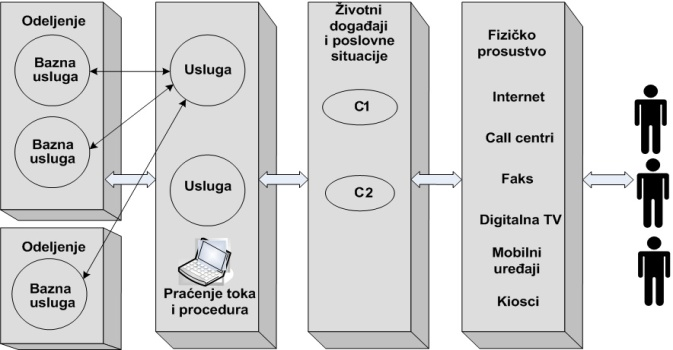 Odeljenje
Bazna
usluga
Bazna
usluga
Odeljenje
Bazna
usluga
Usluga
Usluga
Praćenje toka
i procedura
Životni
događaji
i poslovne
situacije
C1
C2
Fizičko
prosustvo
Internet
Call centri
Faks
Digitalna TV
Mobilni
uređaji
Kiosci